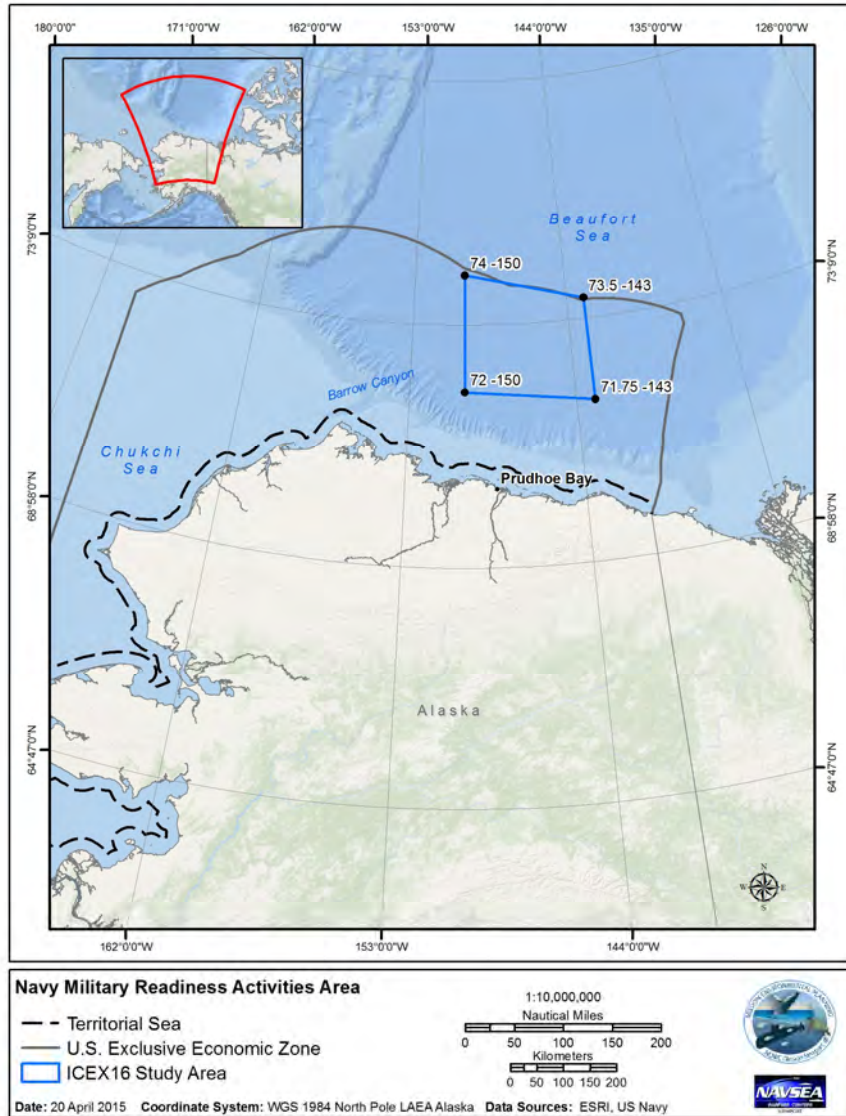 180°0'0"
171°0'0"W
162°0'0"W
153°0'0"W
144°0'0"W
135°0'0"W
126°0'0"W
73°9'0"N
73°9'0"N
Beaufort
Sea
74 -150
73.5 -143
72 -150
71.75 -143
Barrow Canyon
Chukchi
Sea
Prudhoe Bay
68°58'0"N
68°58'0"N
Alaska
64°47'0"N
64°47'0"N
N
W
E
S
162°0'0"W
153°0'0"W
144°0'0"W
Navy Military Readiness Activities Area
Territorial Sea
U.S. Exclusive Economic Zone
ICEX16 Study Area
1:10,000,000
Nautical Miles
0 50 100 150 200
Kilometers
0 50 100 200
NAVSEA
Date: 20 April 2015 Coordinate System: WGS 1984 North Pole LAEA Alaska Data Sources: ESRI, US Navy